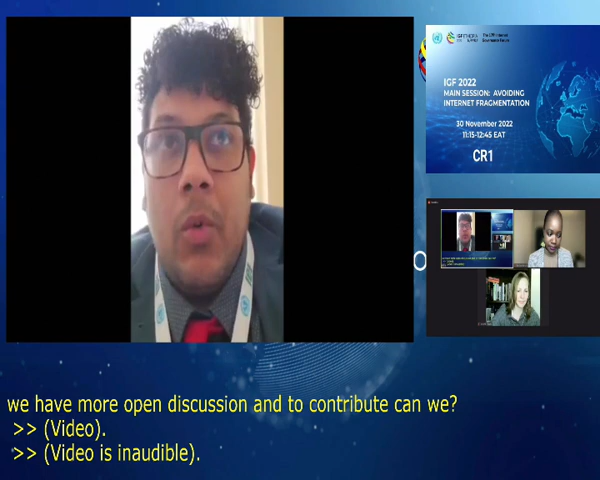 IGF 2022
MAIN SESSION: AVOIDING
INTERNET FRAGMENTATION
30 November 2022
11:15-12:45 EAT
CR1
we have more open discussion and to contribute can we?
>> (Video).
>> (Video is inaudible).